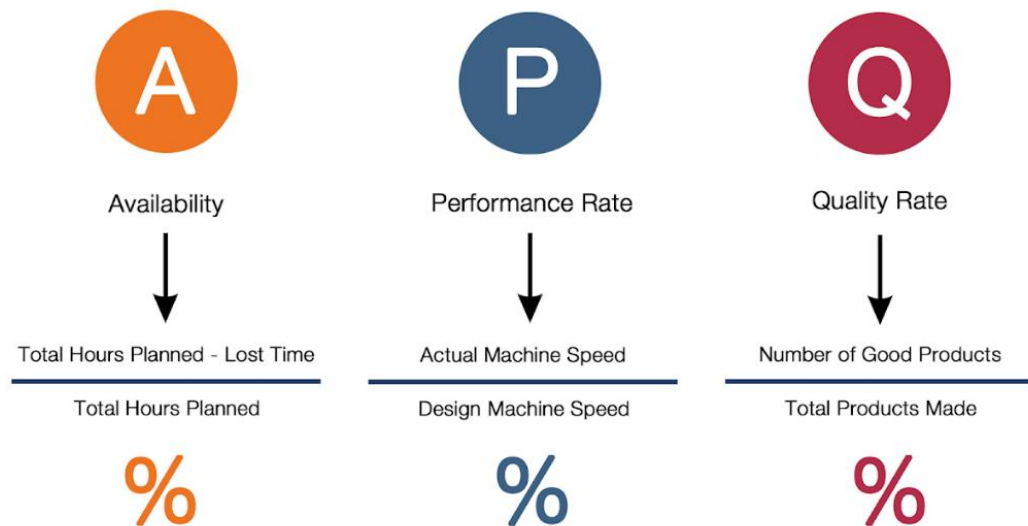 A
P
Q
Availability
Performance Rate
Quality Rate
Total Hours Planned - Lost Time
Total Hours Planned
Actual Machine Speed
Design Machine Speed
Number of Good Products
Total Products Made
%
%
%